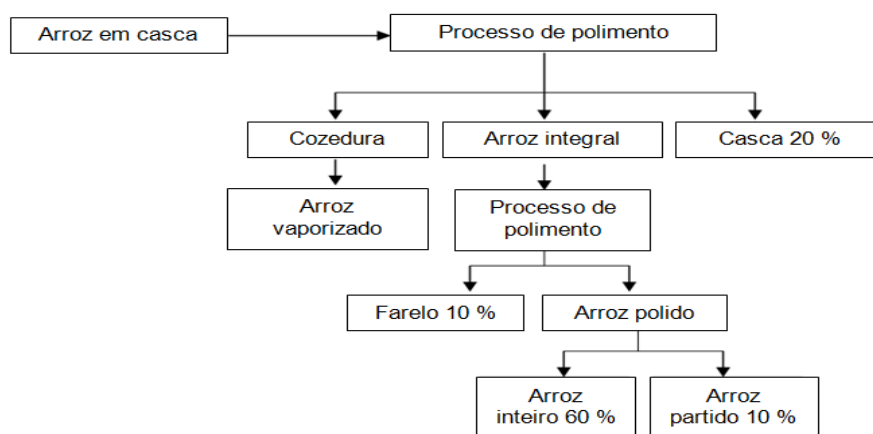 Arroz em casca
Processo de polimento
Cozedura
Arroz integral
Casca 20 %
Arroz
vaporizado
Processo de
polimento
Farelo 10 %
Arroz polido
Arroz
inteiro 60 %
Arroz
partido 10 %